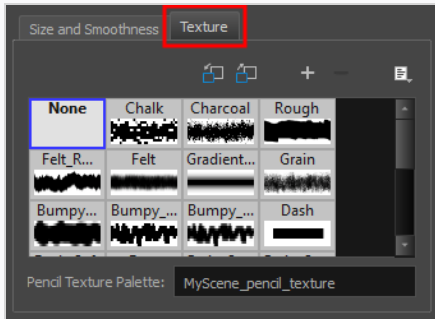 Size and Smoothness Texture
None Chalk Charcoal Rough
Felt_R... Felt Gradient... Grain
Bumpy... Bumpy_... Bumpy_... Dash
Pencil Texture Palette: MyScene_pencil_texture